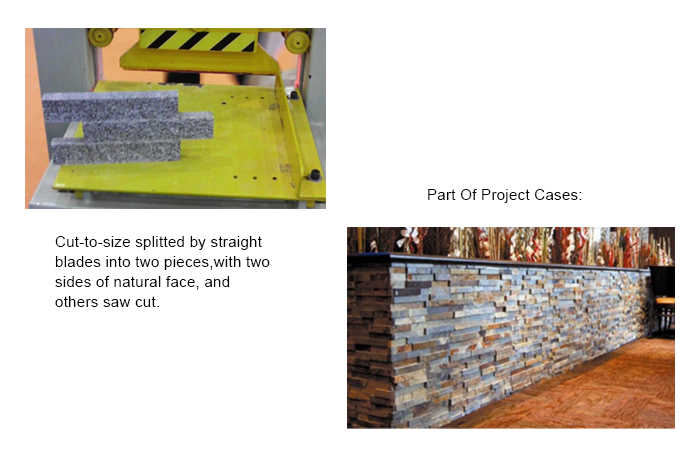 Part Of Project Cases:
Cut-to-size splitted by straight
blades into two pieces,with two
sides of natural face, and
others saw cut.